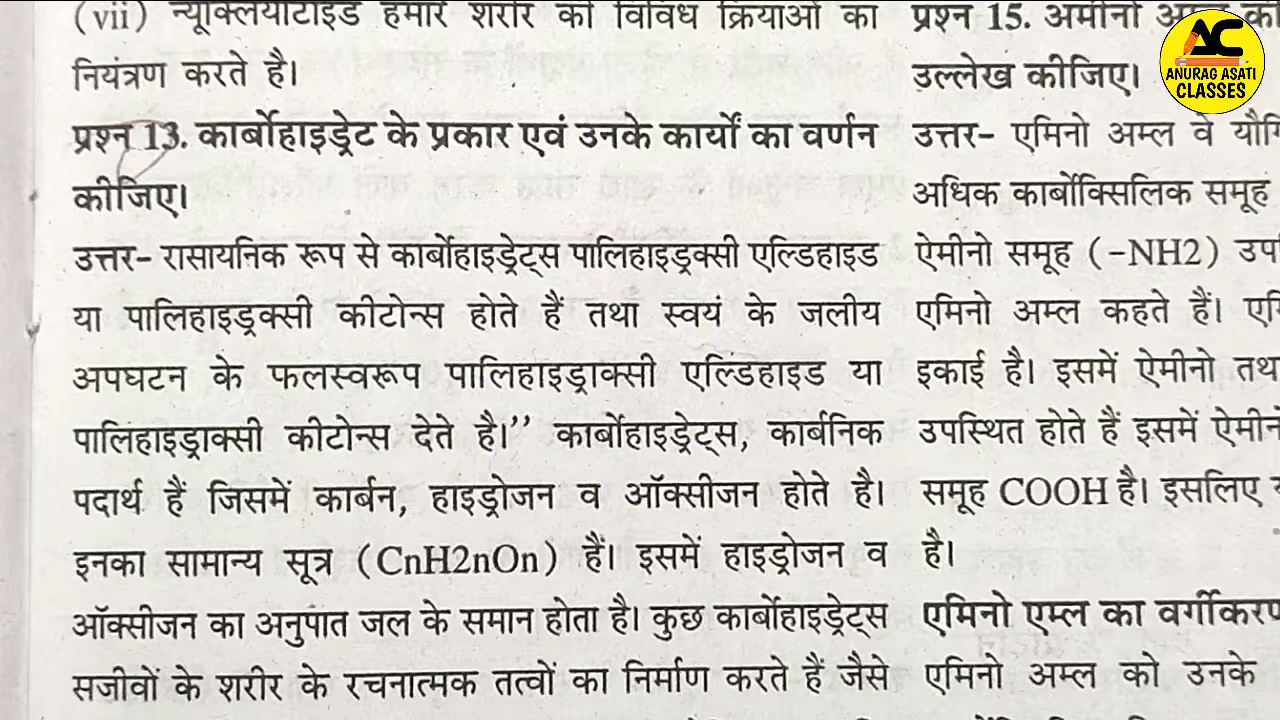 (vii) न्यूक्लियोटाइड हमारे शरीर की विविध क्रियाओं का
नियंत्रण करते है।
प्रश्न 13. कार्बोहाइड्रेट के प्रकार एवं उनके कार्यों का वर्णन
कीजिए।
उत्तर- रासायनिक रूप से कार्बोहाइड्रेट्स पालिहाइड्रक्सी एल्डिहाइड
या पालिहाइड्रक्सी कीटोन्स होते हैं तथा स्वयं के जलीय
अपघटन के फलस्वरूप पालिहाइड्राक्सी एल्डिहाइड या
पालिहाइड्राक्सी कीटोन्स देते है।’’ कार्बोहाइड्रेट्स, कार्बनिक
पदार्थ हैं जिसमें कार्बन, हाइड्रोजन व ऑक्सीजन होते है।
इनका सामान्य सूत्र (CnH2nOn) हैं। इसमें हाइड्रोजन व
ऑक्सीजन का अनुपात जल के समान होता है। कुछ कार्बोहाइड्रेट्स
सजीवों के शरीर के रचनात्मक तत्वों का निर्माण करते हैं जैसे
प्रश्न 15. अमीनो अम्ल की
उल्लेख कीजिए।
उत्तर- एमिनो अम्ल वे
अधिक कार्बोक्सिलिक समूह
ऐमीनो समूह (-NH2)
एमिनो अम्ल कहते हैं।
इकाई है। इसमें ऐमीनो
उपस्थित होते हैं इसमें
समूह COOH है। इसलिए
है।
एमिनो एम्ल का
एमिनो अम्ल को उनके
AC
ANURAG ASATI
CLASSES